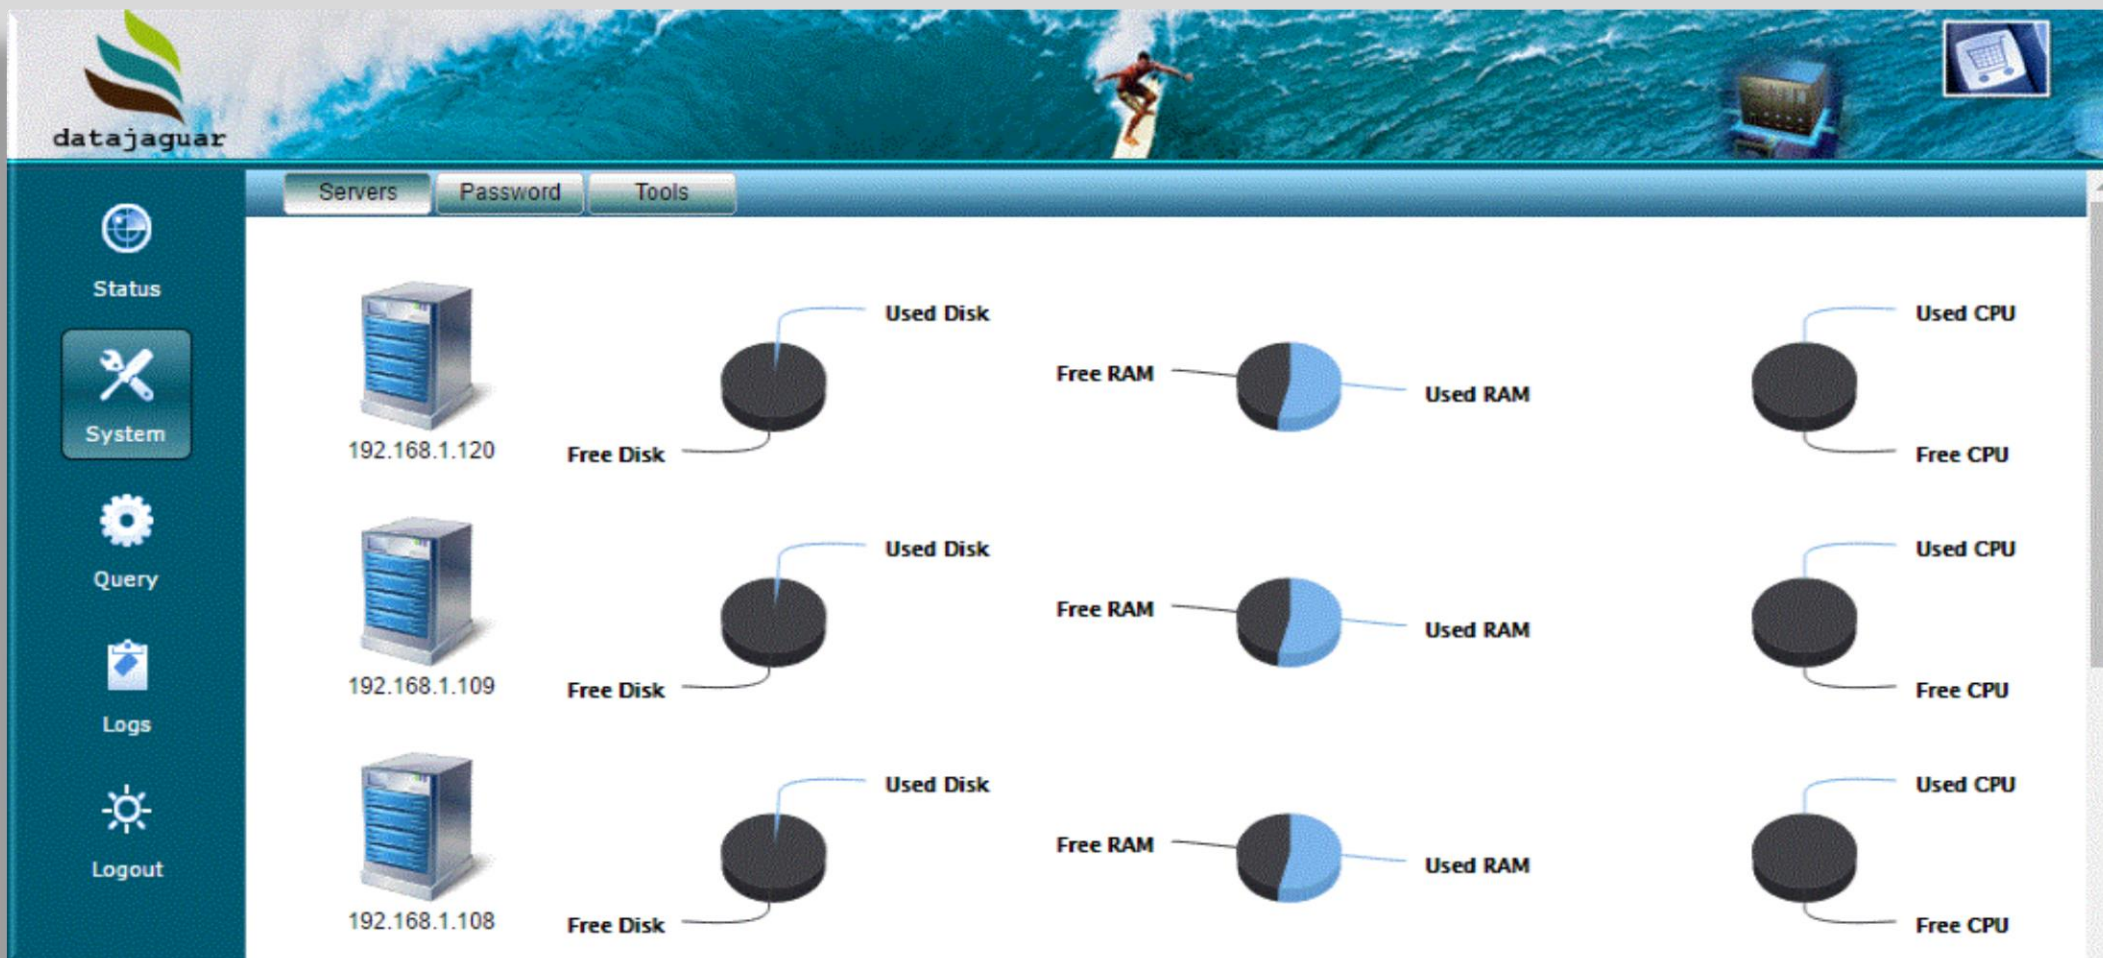 datajaguar
Servers
Password
Tools
Status
System
Query
Logs
Logout
192.168.1.120
Used Disk
Free Disk
Free RAM
Used RAM
Used CPU
Free CPU
192.168.1.109
Used Disk
Free Disk
Free RAM
Used RAM
Used CPU
Free CPU
192.168.1.108
Used Disk
Free Disk
Free RAM
Used RAM
Used CPU
Free CPU